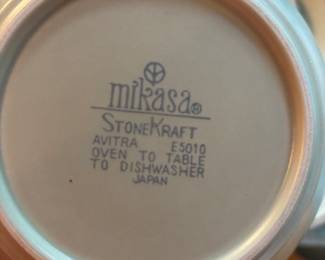 mikasa®
STONEKRAFT
AVITRA E5010
OVEN TO TABLE
TO DISHWASHER
JAPAN